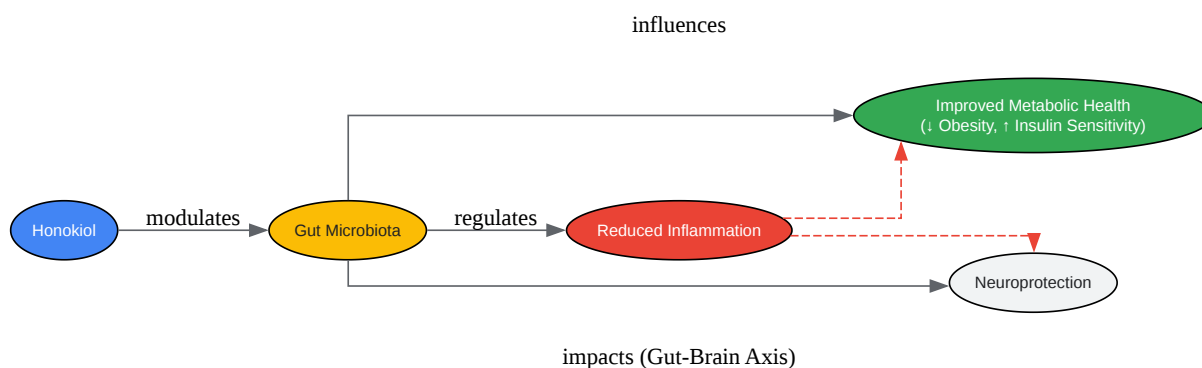 influences
Improved Metabolic Health
(↓ Obesity, ↑ Insulin Sensitivity)
Honokiol
modulates
Gut Microbiota
regulates
Reduced Inflammation
Neuroprotection
impacts (Gut-Brain Axis)